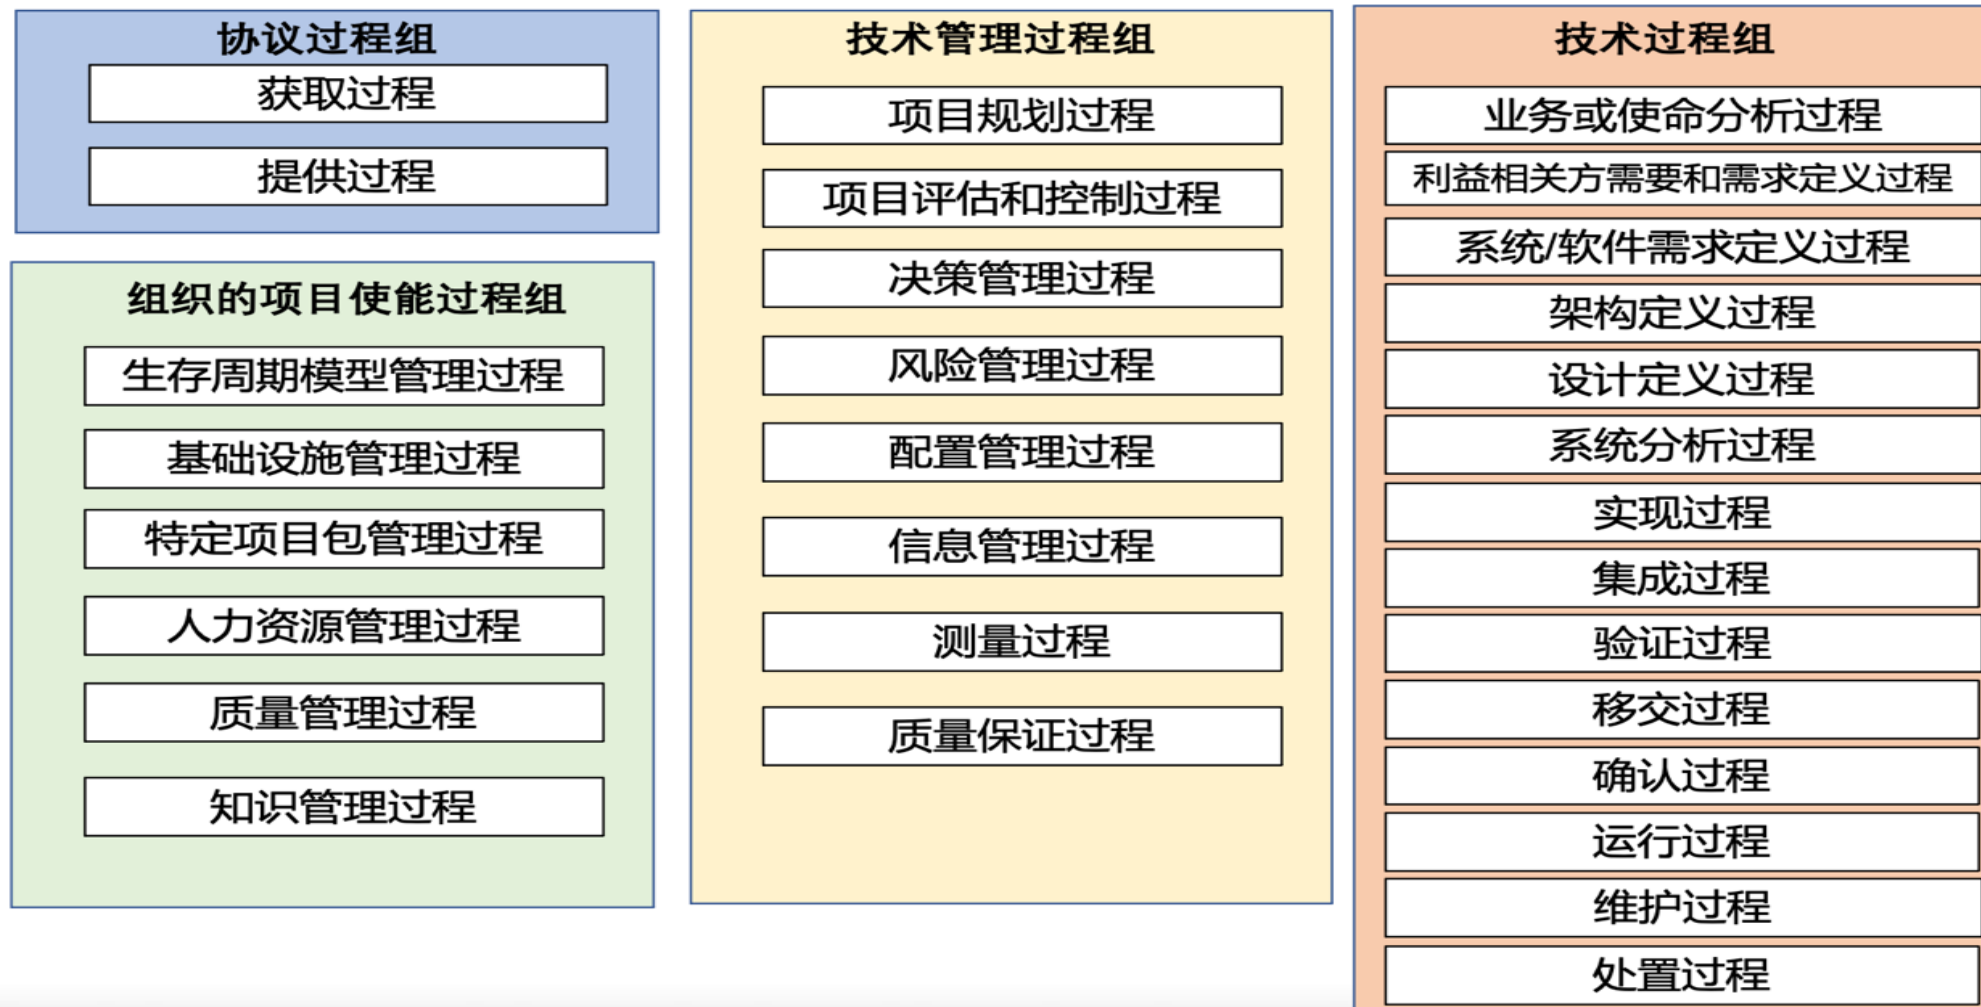 协议过程组
获取过程
提供过程
组织的项目使能过程组
生存周期模型管理过程
基础设施管理过程
特定项目包管理过程
人力资源管理过程
质量管理过程
知识管理过程
技术管理过程组
项目规划过程
项目评估和控制过程
决策管理过程
风险管理过程
配置管理过程
信息管理过程
测量过程
质量保证过程
技术过程组
业务或使命分析过程
利益相关方需要和需求定义过程
系统/软件需求定义过程
架构定义过程
设计定义过程
系统分析过程
实现过程
集成过程
验证过程
移交过程
确认过程
运行过程
维护过程
处置过程